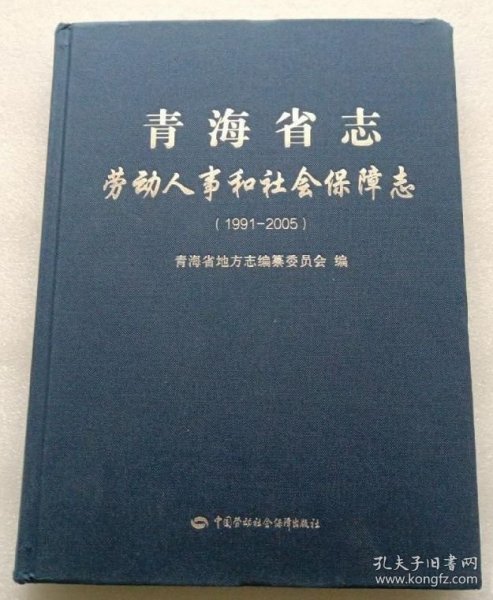 青海省志
劳动人事和社会保障志
(1991-2005)
青海省地方志编纂委员会 编
中国劳动社会保障出版社
孔夫子旧书网
www.kongfz.com